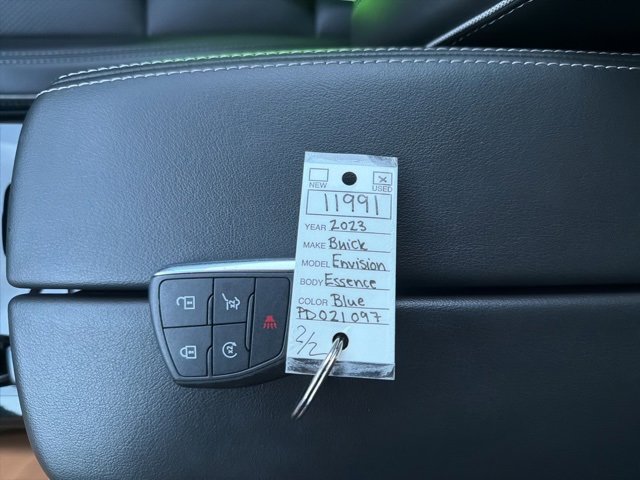 NEW USED
11991
YEAR 2023
MAKE Buick
MODEL Envision
BODY Essence
COLOR Blue
PD021097
2/2